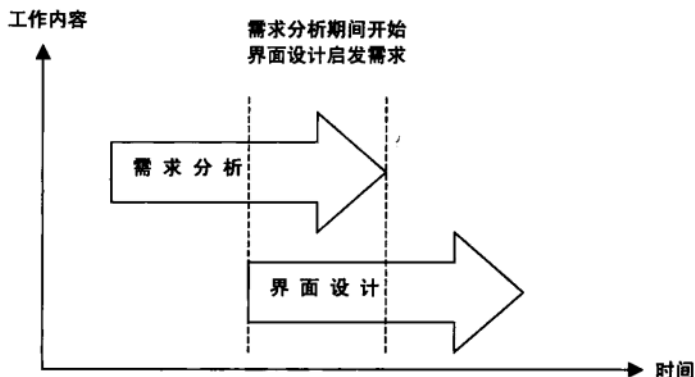 工作内容
需求分析期间开始
界面设计启发需求
需求分析
界面设计
时间